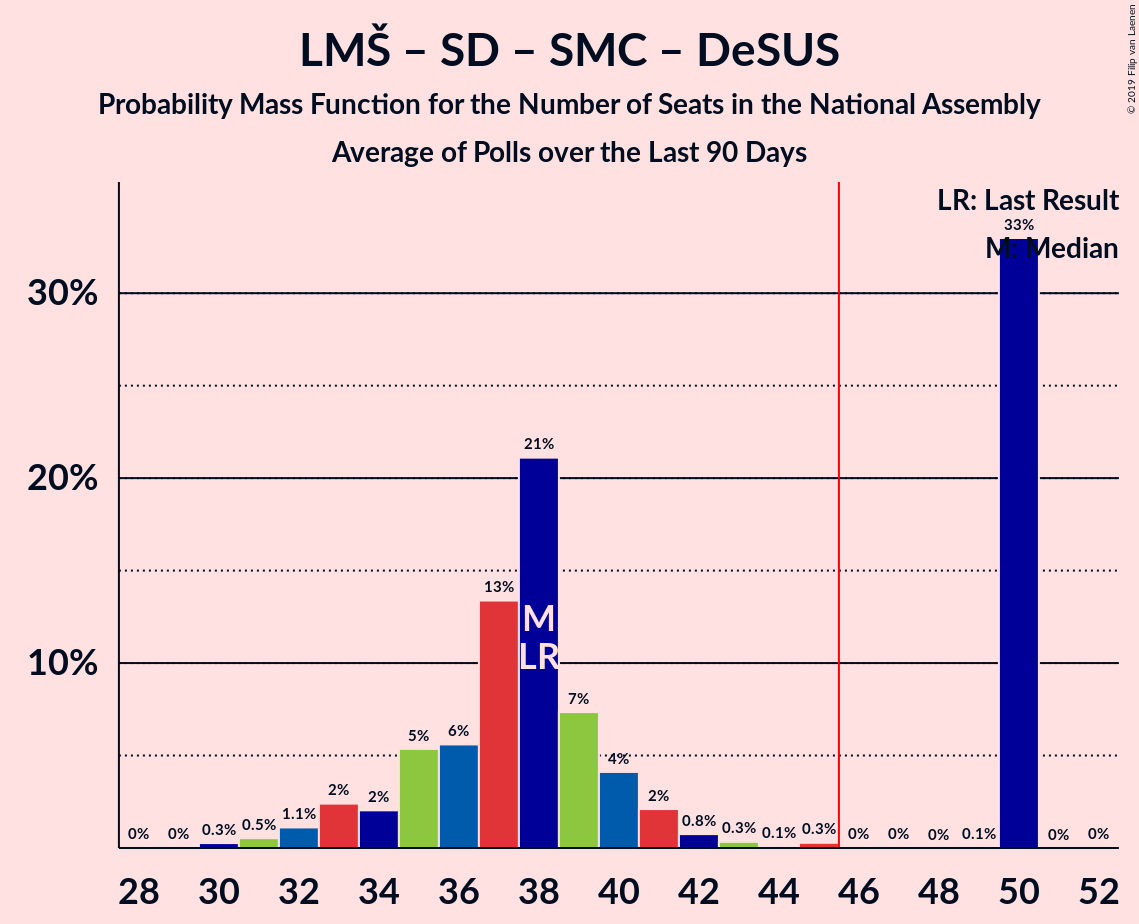 LMŠ – SD – SMC – DeSUS
Probability Mass Function for the Number of Seats in the National Assembly
Average of Polls over the Last 90 Days
© 2019 Filip van Laenen
LR: Last Result
M: Median
30%
20%
10%
0% 0% 0.3% 0.5% 1.1% 2% 2% 5% 6% 13% 21% 7% 4% 2% 0.8% 0.3% 0.1% 0.3% 0% 0% 0% 0.1% 33% 0% 0%
M
LR
28 30 32 34 36 38 40 42 44 46 48 50 52